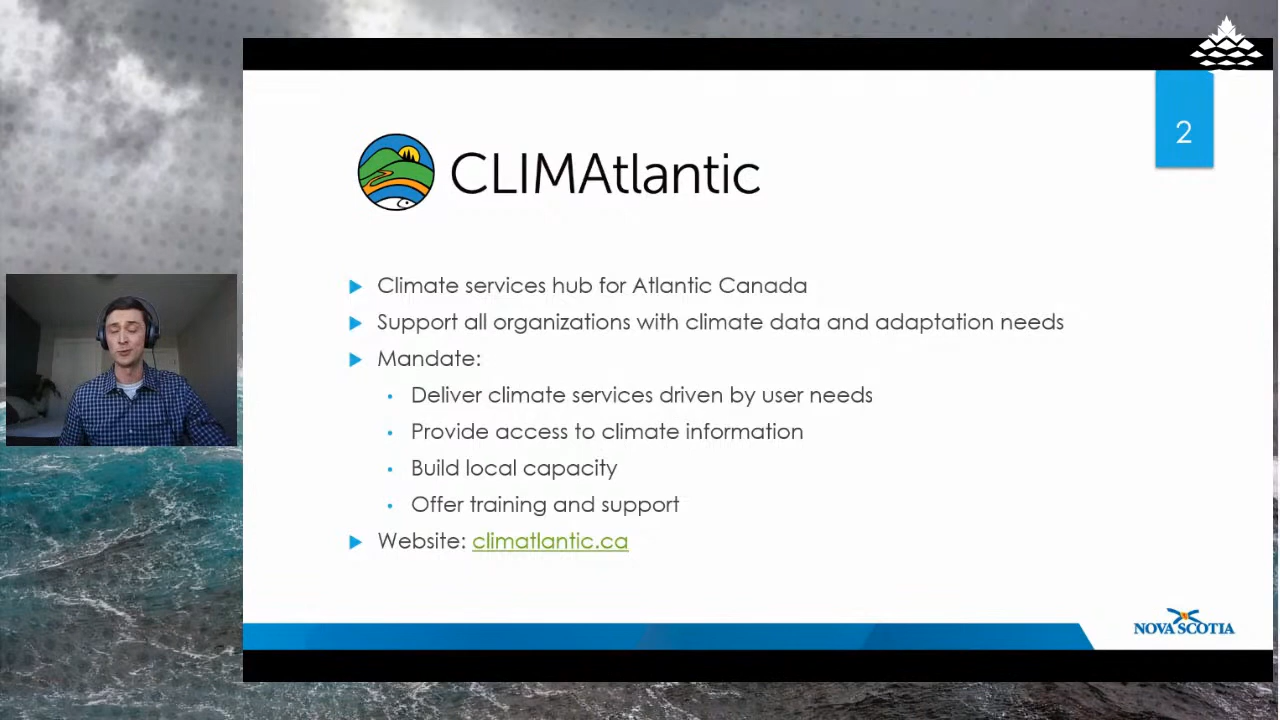 2
CLIMAtlantic
Climate services hub for Atlantic Canada
Support all organizations with climate data and adaptation needs
Mandate:
Deliver climate services driven by user needs
Provide access to climate information
Build local capacity
Offer training and support
Website: climatlantic.ca
NOVA SCOTIA